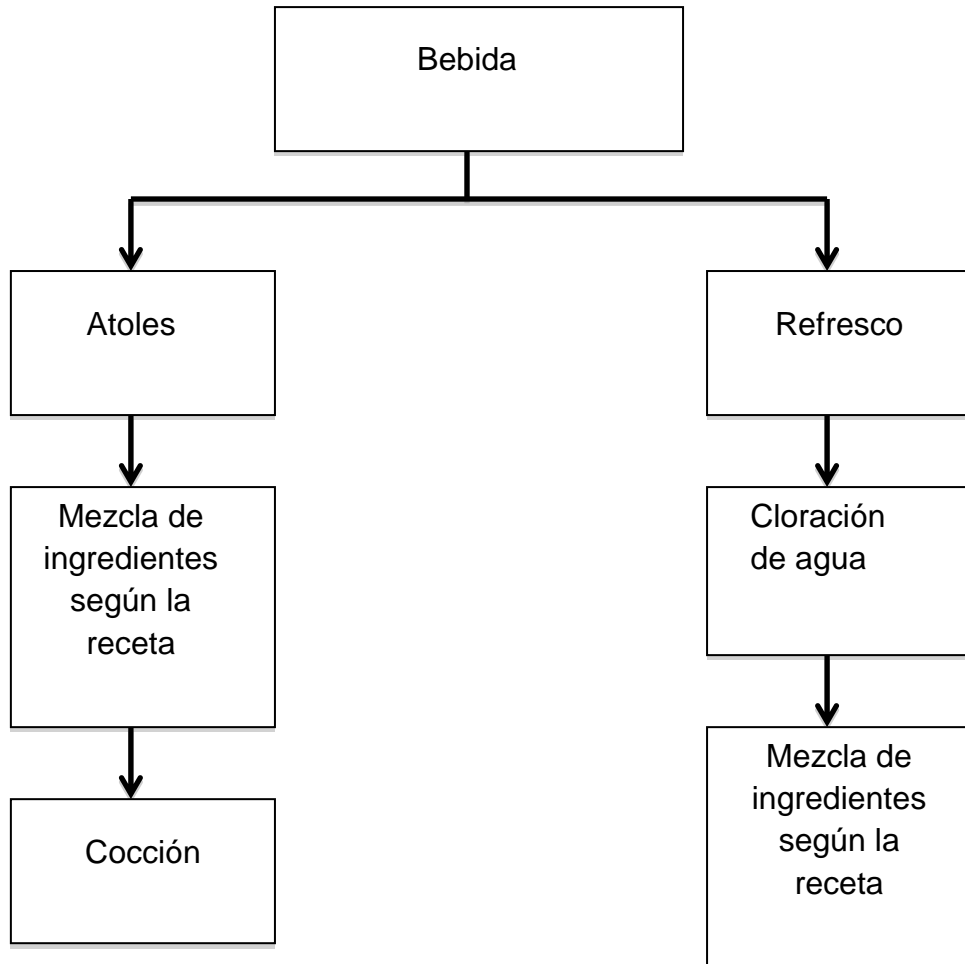 Bebida
Atoles
Refresco
Mezcla de
ingredientes
según la
receta
Cloración
de agua
Cocción
Mezcla de
ingredientes
según la
receta